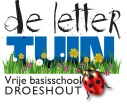 de letter
TUIN
Vrije basisschool
DROESHOUT